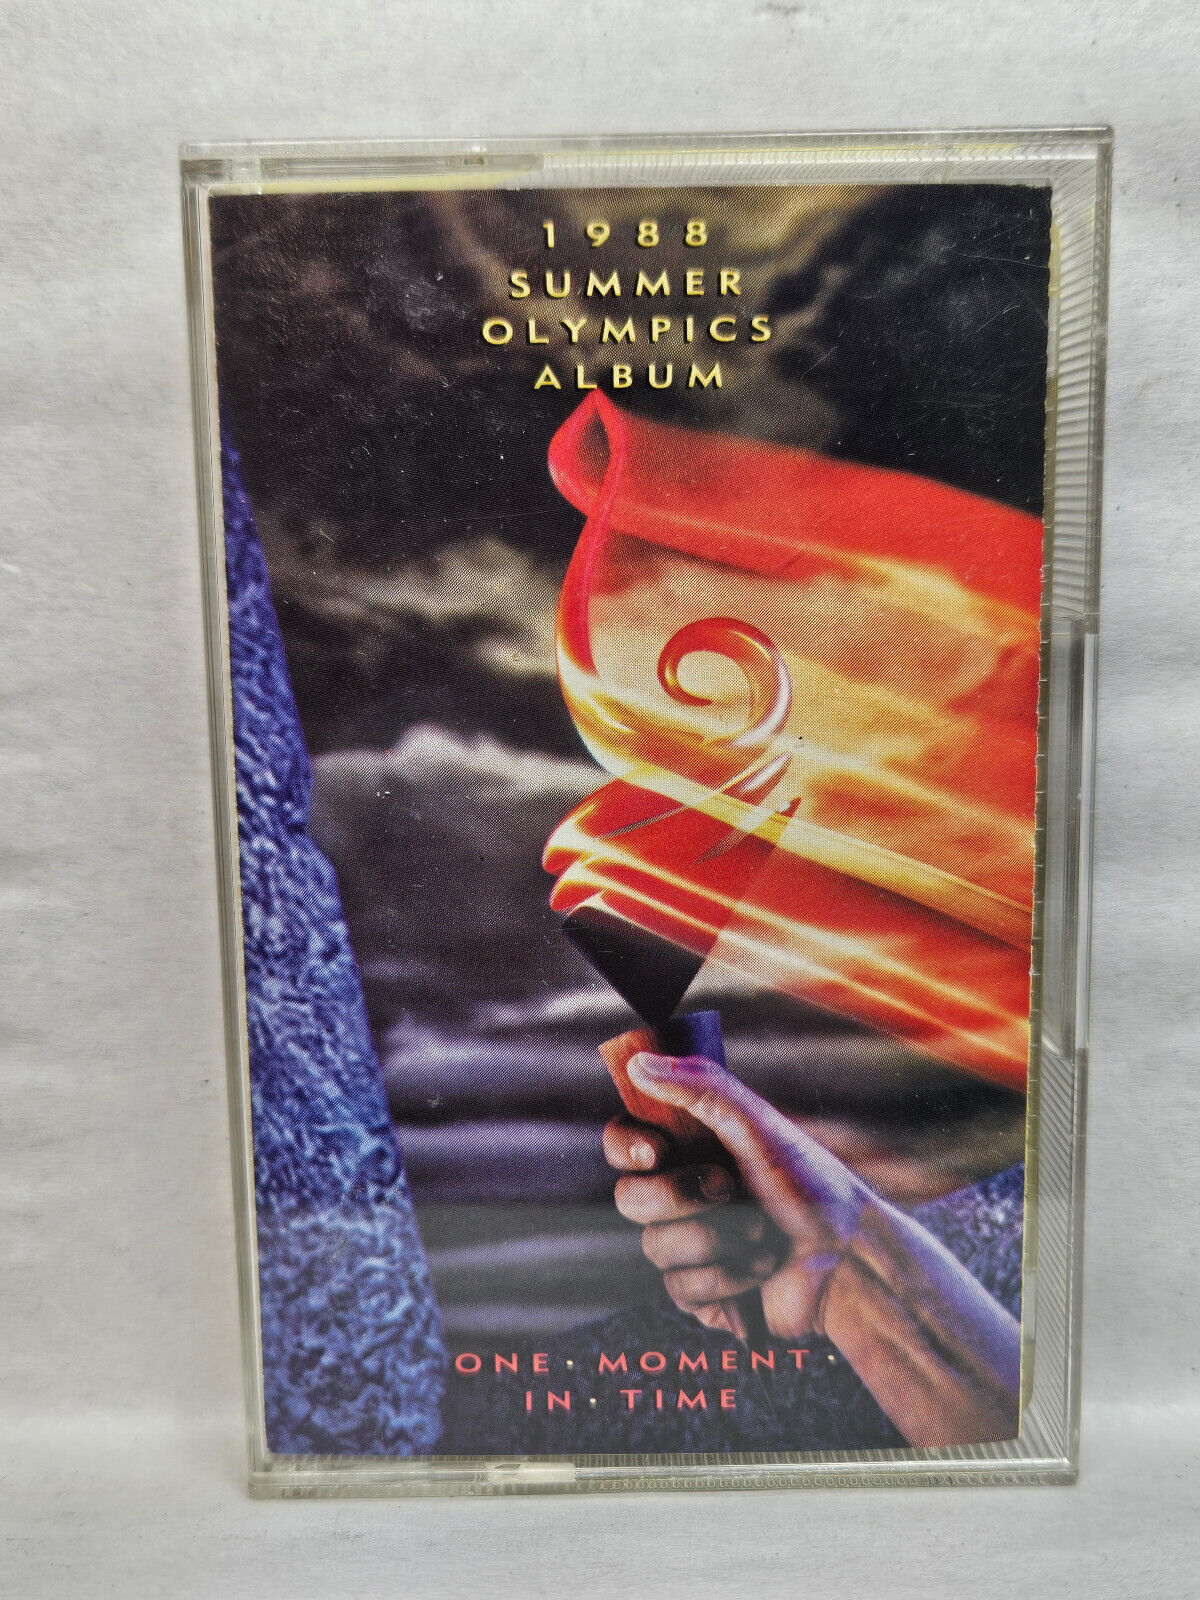 1988
SUMMER
OLYMPICS
ALBUM
ONE · MOMENT ·
IN · TIME